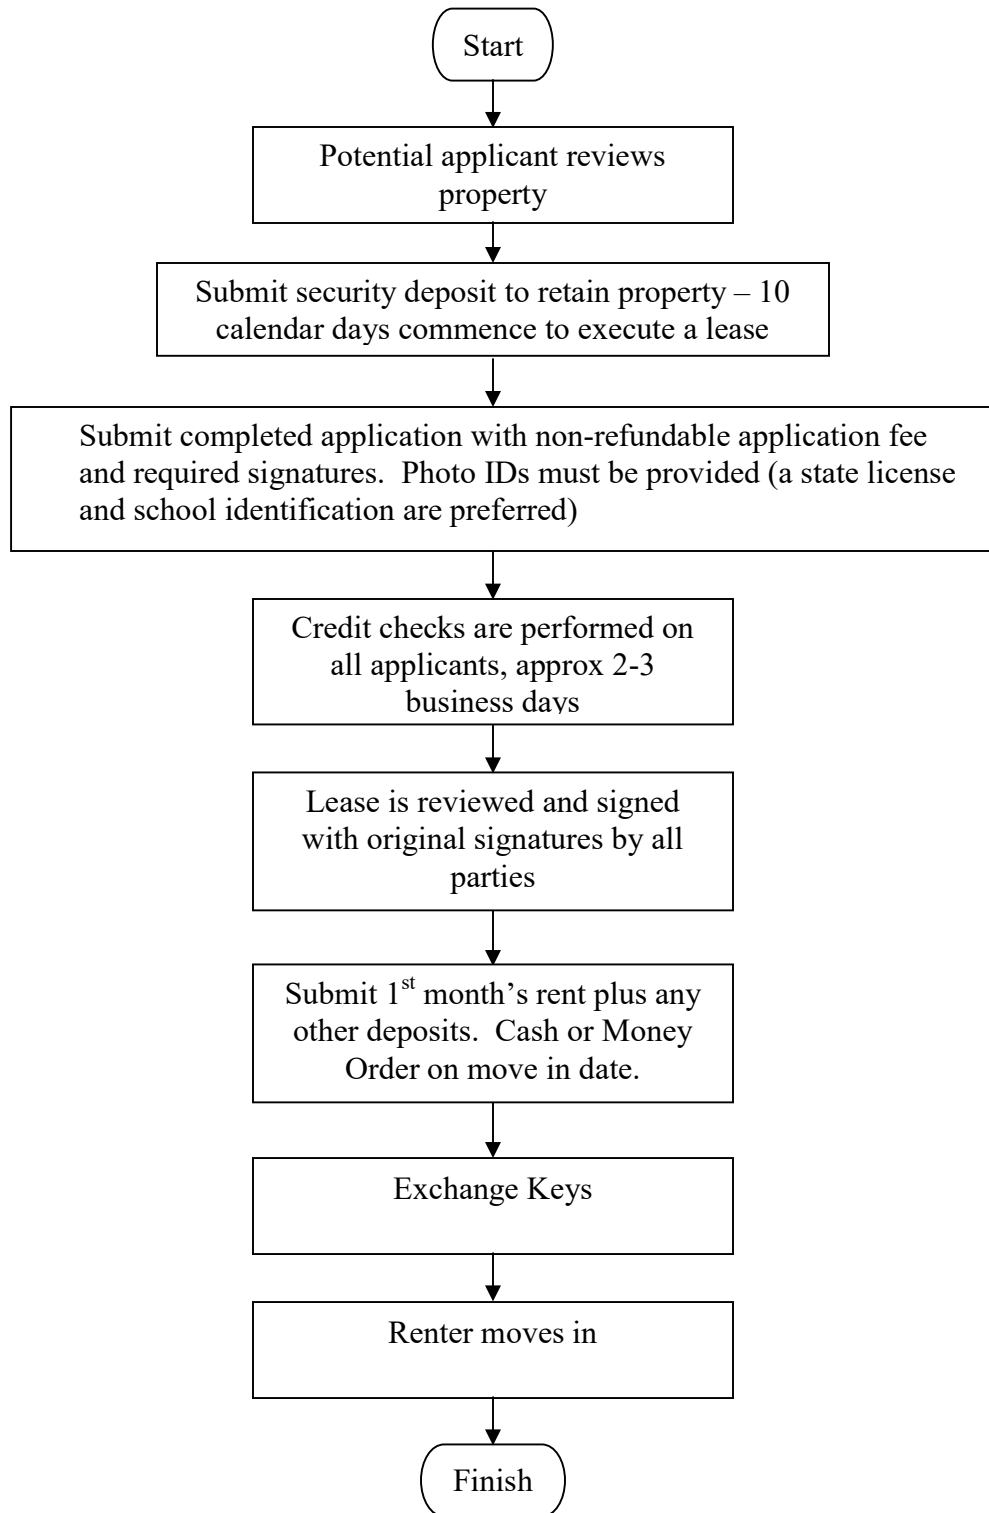 Start
Potential applicant reviews
property
Submit security deposit to retain property – 10
calendar days commence to execute a lease
Submit completed application with non-refundable application fee
and required signatures.  Photo IDs must be provided (a state license
and school identification are preferred)
Credit checks are performed on
all applicants, approx 2-3
business days
Lease is reviewed and signed
with original signatures by all
parties
Submit 1st month’s rent plus any
other deposits.  Cash or Money
Order on move in date.
Exchange Keys
Renter moves in
Finish